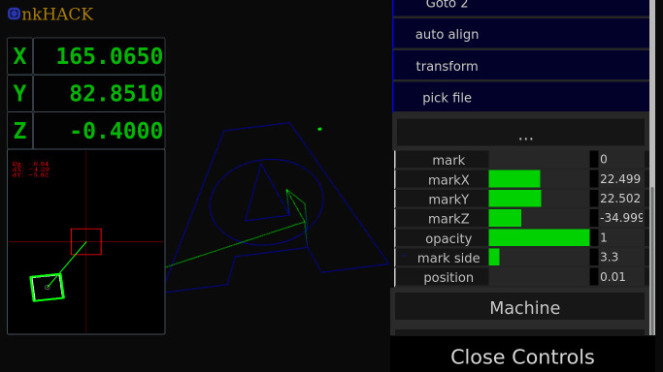 nkHACK
X 165.0650
Y 82.8510
Z -0.4000
Goto 2
auto align
transform
pick file
...
mark 0
markX 22.499
markY 22.502
markZ -34.999
opacity 1
mark side 3.3
position 0.01
Machine
Close Controls